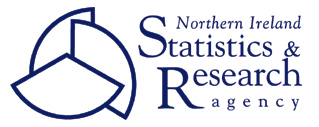 Northern Ireland
Statistics &
Research
agency